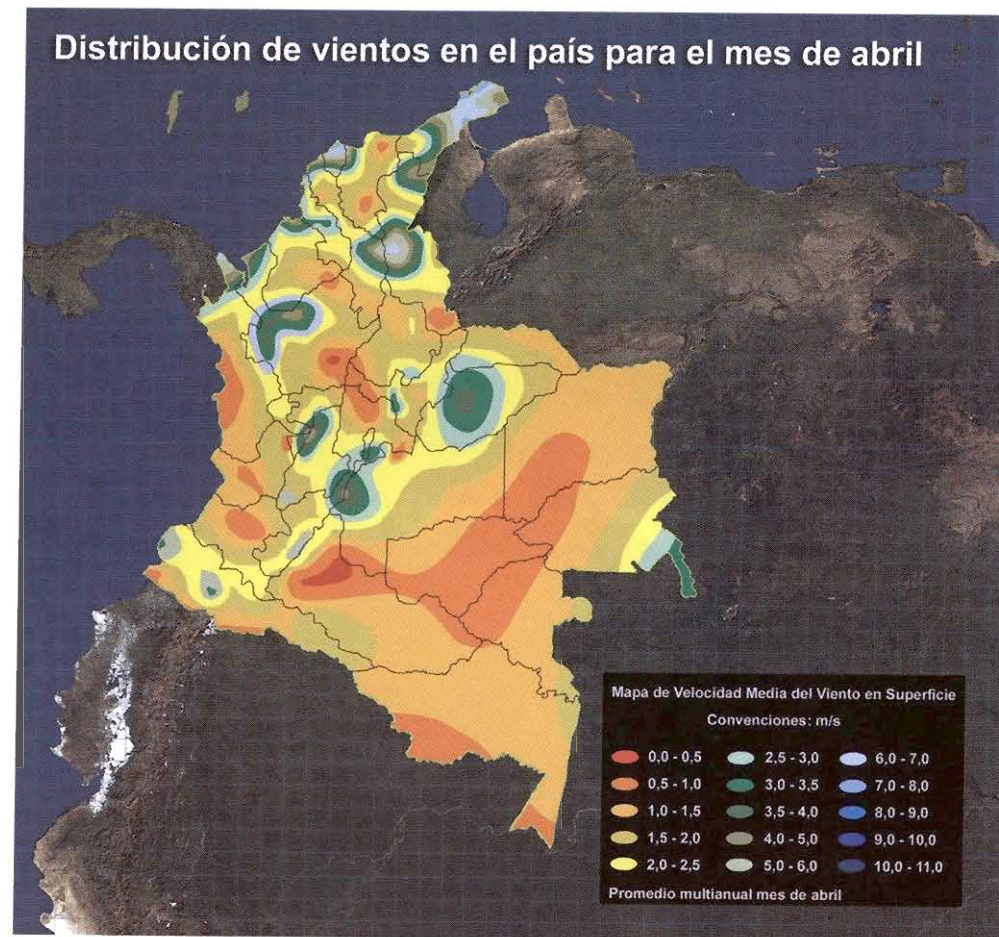 Distribución de vientos en el país para el mes de abril
Mapa de Velocidad Media del Viento en Superficie
Convenciones: m/s
0,0 - 0,5
0,5 - 1,0
1,0 - 1,5
1,5 - 2,0
2,0 - 2,5
2,5 - 3,0
3,0 - 3,5
3,5 - 4,0
4,0 - 5,0
5,0 - 6,0
6,0 - 7,0
7,0 - 8,0
8,0 - 9,0
9,0 - 10,0
10,0 - 11,0
Promedio multianual mes de abril